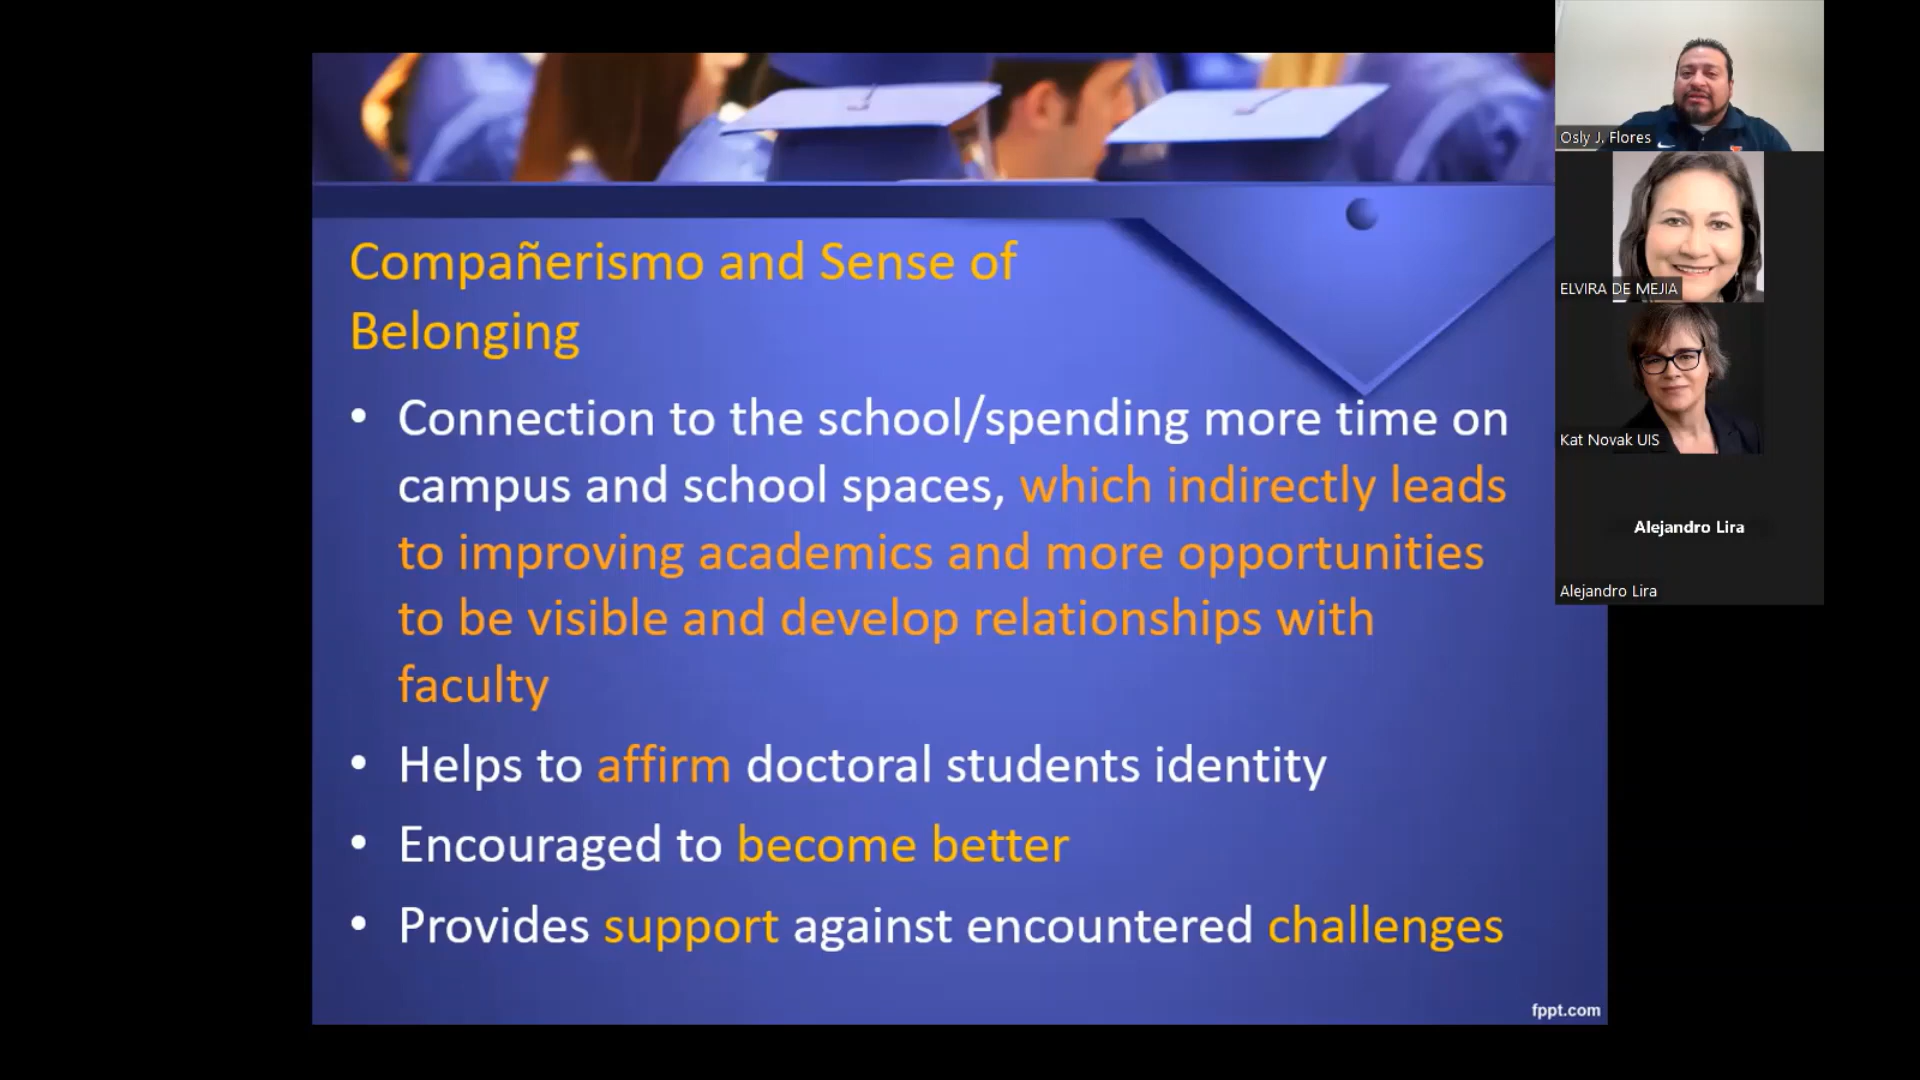 Compañerismo and Sense of
Belonging
• Connection to the school/spending more time on
campus and school spaces, which indirectly leads
to improving academics and more opportunities
to be visible and develop relationships with
faculty
• Helps to affirm doctoral students identity
• Encouraged to become better
• Provides support against encountered challenges
fppt.com
Osly J. Flores
ELVIRA DE MEJIA
Kat Novak UIS
Alejandro Lira
Alejandro Lira